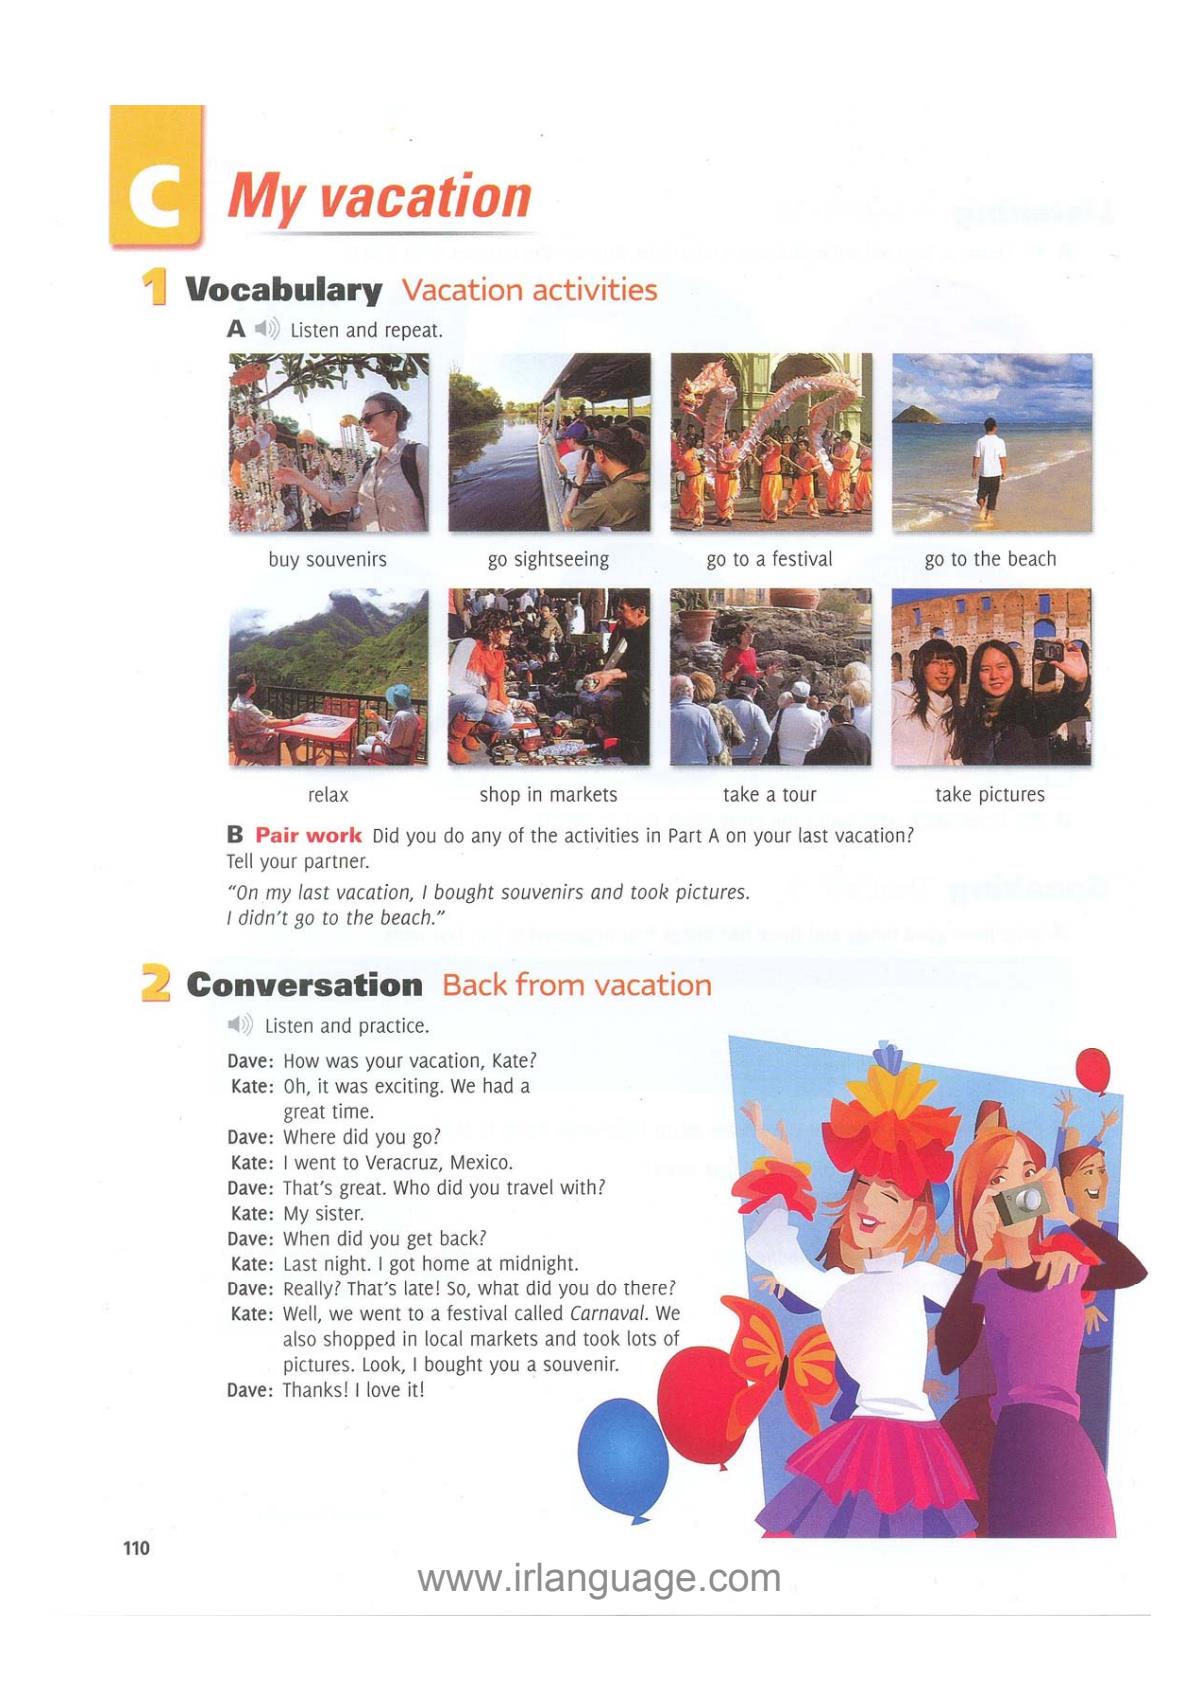 C
My vacation
1 Vocabulary Vacation activities
A Listen and repeat.
buy souvenirs go sightseeing go to a festival go to the beach
relax shop in markets take a tour take pictures
B Pair work Did you do any of the activities in Part A on your last vacation?
Tell your partner.
“On my last vacation, I bought souvenirs and took pictures.
I didn’t go to the beach.”
2 Conversation Back from vacation
Listen and practice.
Dave: How was your vacation, Kate?
Kate: Oh, it was exciting. We had a
great time.
Dave: Where did you go?
Kate: I went to Veracruz, Mexico.
Dave: That’s great. Who did you travel with?
Kate: My sister.
Dave: When did you get back?
Kate: Last night. I got home at midnight.
Dave: Really? That’s late! So, what did you do there?
Kate: Well, we went to a festival called Carnaval. We
also shopped in local markets and took lots of
pictures. Look, I bought you a souvenir.
Dave: Thanks! I love it!
110
www.irlanguage.com